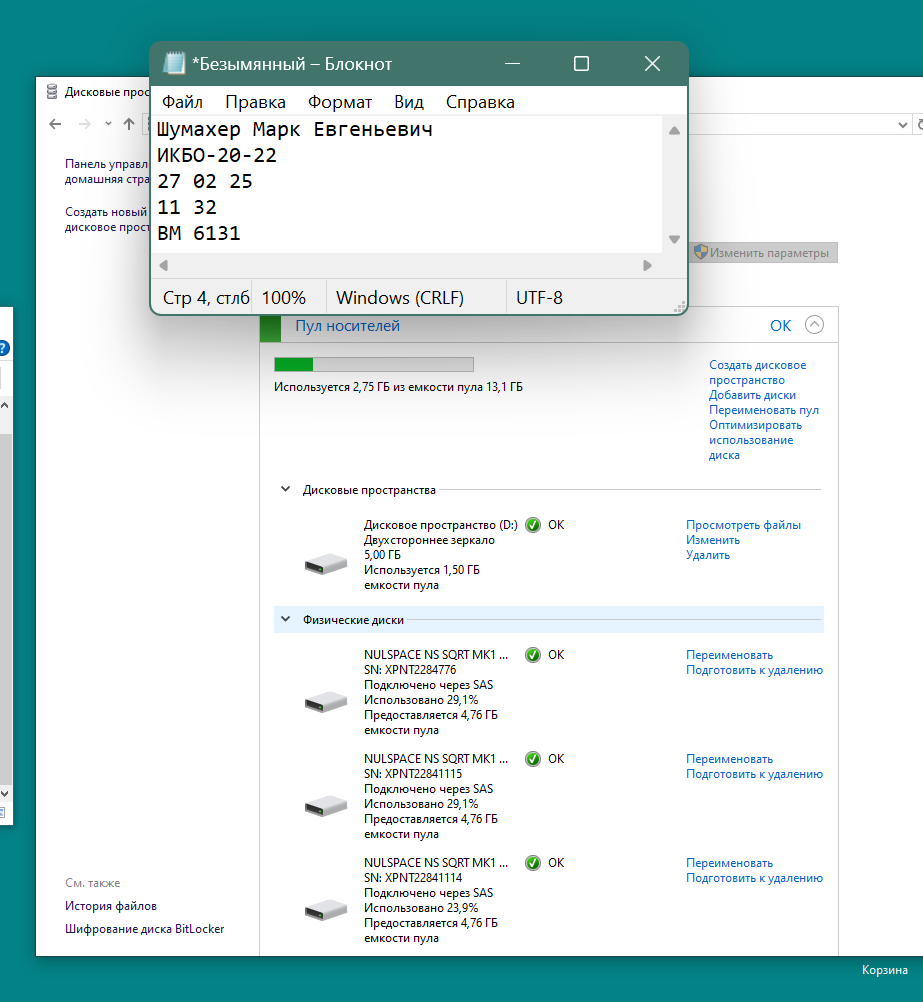 *Безымянный – Блокнот
Файл Правка Формат Вид Справка
Шумахер Марк Евгеньевич
ИКБО-20-22
27 02 25
11 32
ВМ 6131
Стр 4, стлб 100% Windows (CRLF) UTF-8
Дисковые прос
Панель управл
домашняя стра
Создать новый
дисковое прост
Изменить параметры
Пул носителей
ОК
Используется 2,75 ГБ из емкости пула 13,1 ГБ
Создать дисковое
пространство
Добавить диски
Переименовать пул
Оптимизировать
использование
диска
Дисковые пространства
Дисковое пространство (D:)
Двухстороннее зеркало
5,00 ГБ
Используется 1,50 ГБ
емкости пула
ОК
Просмотреть файлы
Изменить
Удалить
Физические диски
NULSPACE NS SQRT MK1 ...
SN: XPNT2284776
Подключено через SAS
Использовано 29,1%
Предоставляется 4,76 ГБ
емкости пула
ОК
Переименовать
Подготовить к удалению
NULSPACE NS SQRT MK1 ...
SN: XPNT22841115
Подключено через SAS
Использовано 29,1%
Предоставляется 4,76 ГБ
емкости пула
ОК
Переименовать
Подготовить к удалению
NULSPACE NS SQRT MK1 ...
SN: XPNT22841114
Подключено через SAS
Использовано 23,9%
Предоставляется 4,76 ГБ
емкости пула
ОК
Переименовать
Подготовить к удалению
См. также
История файлов
Шифрование диска BitLocker
Корзина